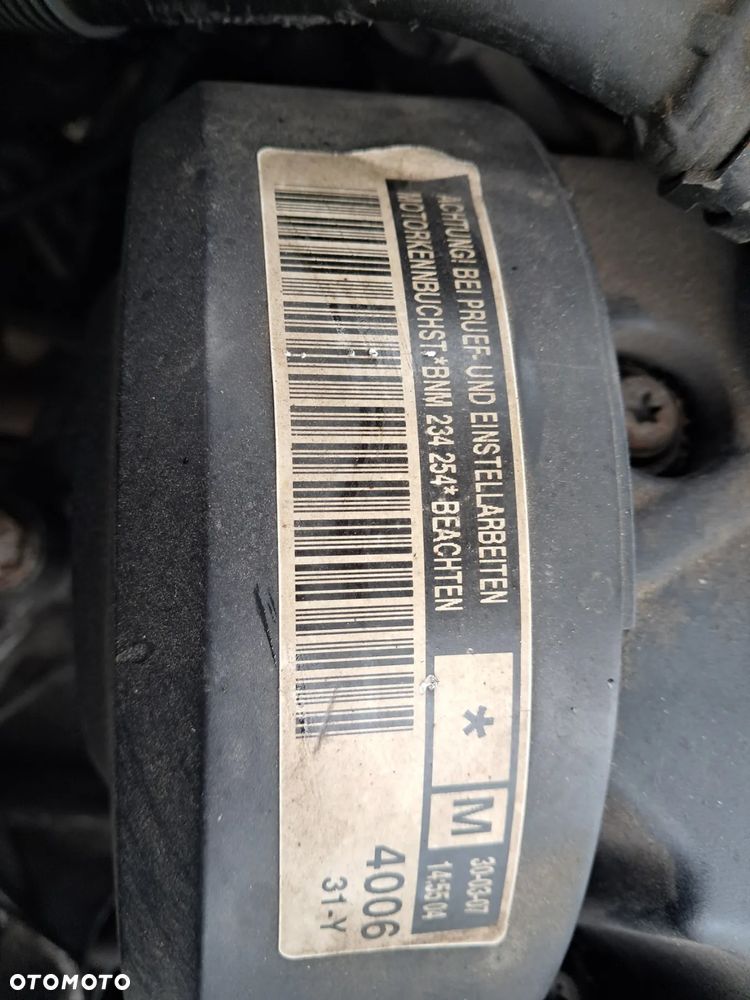 ACHTUNG! BEI PRUEF- UND EINSTELLARBEITEN
MOTORKENNBUCHST.*BNM 234 254* BEACHTEN
*
M
30-03-07
14:55 04
4006
31-Y
OTOMOTO